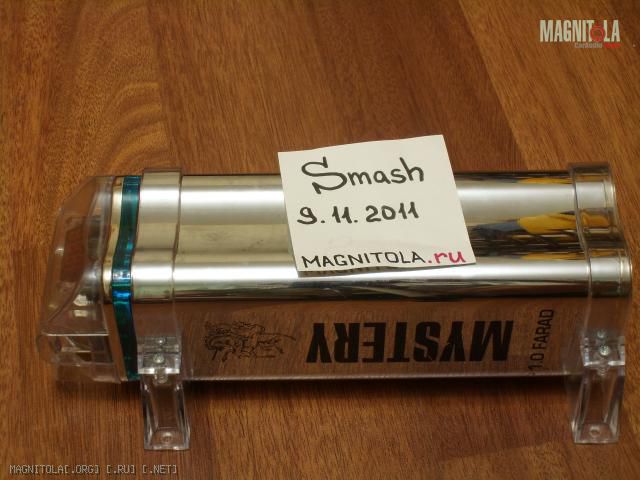 MAGNITOLA
Smash
9.11.2011
MAGNITOLA.ru
MYSTERY
1.0 FARAD
MAGNITOLA[.ORG] [.RU] [.NET]